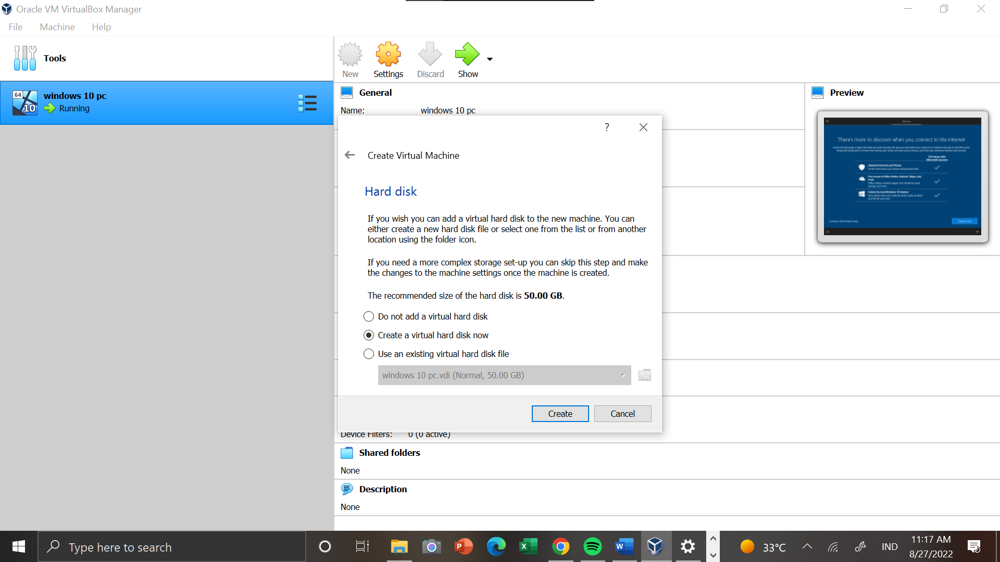 Oracle VM VirtualBox Manager
File Machine Help
Tools
New Settings Discard Show
64
10
windows 10 pc
Running
General
Name: windows 10 pc
Preview
There's more to discover when you connect to the internet
?
Create Virtual Machine
Hard disk
If you wish you can add a virtual hard disk to the new machine. You can
either create a new hard disk file or select one from the list or from another
location using the folder icon.
If you need a more complex storage set-up you can skip this step and make
the changes to the machine settings once the machine is created.
The recommended size of the hard disk is 50.00 GB.
Do not add a virtual hard disk
Create a virtual hard disk now
Use an existing virtual hard disk file
windows 10 pc.vdi (Normal, 50.00 GB)
Create Cancel
Device Filters: 0 (0 active)
Shared folders
None
Description
None
Type here to search
33°C
IND
11:17 AM
8/27/2022